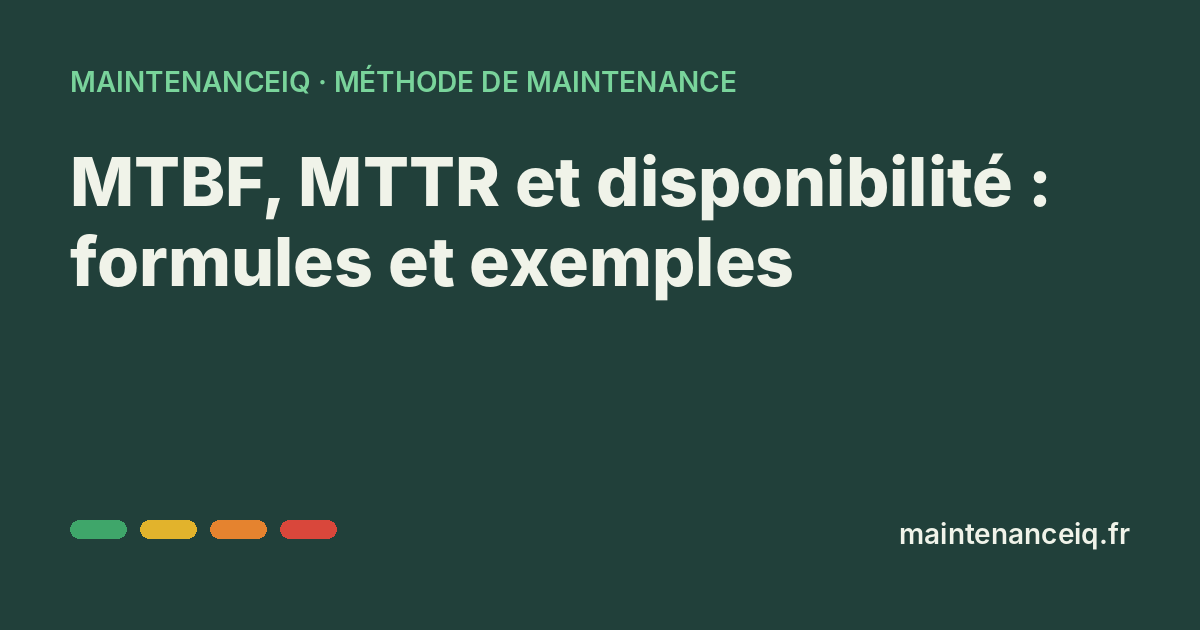 MAINTENANCEIQ · MÉTHODE DE MAINTENANCE
MTBF, MTTR et disponibilité :
formules et exemples
maintenanceiq.fr